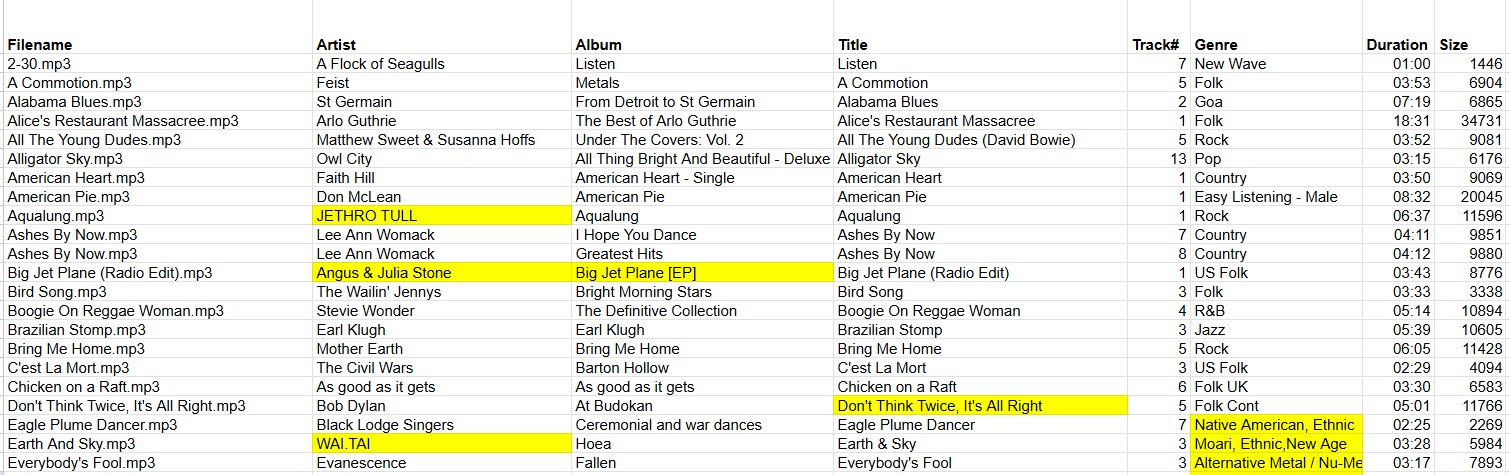 Filename Artist Album Title Track# Genre Duration Size
2-30.mp3 A Flock of Seagulls Listen Listen 7 New Wave 01:00 1446
A Commotion.mp3 Feist Metals A Commotion 5 Folk 03:53 6904
Alabama Blues.mp3 St Germain From Detroit to St Germain Alabama Blues 2 Goa 07:19 6865
Alice's Restaurant Massacree.mp3 Arlo Guthrie The Best of Arlo Guthrie Alice's Restaurant Massacree 1 Folk 18:31 34731
All The Young Dudes.mp3 Matthew Sweet & Susanna Hoffs Under The Covers: Vol. 2 All The Young Dudes (David Bowie) 5 Rock 03:52 9081
Alligator Sky.mp3 Owl City All Thing Bright And Beautiful - Deluxe Alligator Sky 13 Pop 03:15 6176
American Heart.mp3 Faith Hill American Heart - Single American Heart 1 Country 03:50 9069
American Pie.mp3 Don McLean American Pie American Pie 1 Easy Listening - Male 08:32 20045
Aqualung.mp3 JETHRO TULL Aqualung Aqualung 1 Rock 06:37 11596
Ashes By Now.mp3 Lee Ann Womack I Hope You Dance Ashes By Now 7 Country 04:11 9851
Ashes By Now.mp3 Lee Ann Womack Greatest Hits Ashes By Now 8 Country 04:12 9880
Big Jet Plane (Radio Edit).mp3 Angus & Julia Stone Big Jet Plane [EP] Big Jet Plane (Radio Edit) 1 US Folk 03:43 8776
Bird Song.mp3 The Wailin' Jennys Bright Morning Stars Bird Song 3 Folk 03:33 3338
Boogie On Reggae Woman.mp3 Stevie Wonder The Definitive Collection Boogie On Reggae Woman 4 R&B 05:14 10894
Brazilian Stomp.mp3 Earl Klugh Earl Klugh Brazilian Stomp 3 Jazz 05:39 10605
Bring Me Home.mp3 Mother Earth Bring Me Home Bring Me Home 5 Rock 06:05 11428
C'est La Mort.mp3 The Civil Wars Barton Hollow C'est La Mort 3 US Folk 02:29 4094
Chicken on a Raft.mp3 As good as it gets As good as it gets Chicken on a Raft 6 Folk UK 03:30 6583
Don't Think Twice, It's All Right.mp3 Bob Dylan At Budokan Don't Think Twice, It's All Right 5 Folk Cont 05:01 11766
Eagle Plume Dancer.mp3 Black Lodge Singers Ceremonial and war dances Eagle Plume Dancer 7 Native American, Ethnic 02:25 2269
Earth And Sky.mp3 WAI.TAI Hoea Earth & Sky 3 Moari, Ethnic,New Age 03:28 5984
Everybody's Fool.mp3 Evanescence Fallen Everybody's Fool 3 Alternative Metal / Nu-Me 03:17 7893